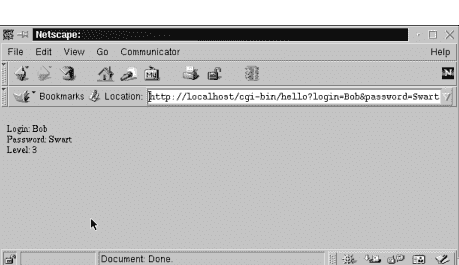 Netscape:
File Edit View Go Communicator Help
Bookmarks Location: http://localhost/cgi-bin/hello?login=Bob&password=Swart
Login: Bob
Password: Swart
Level: 3
Document: Done.